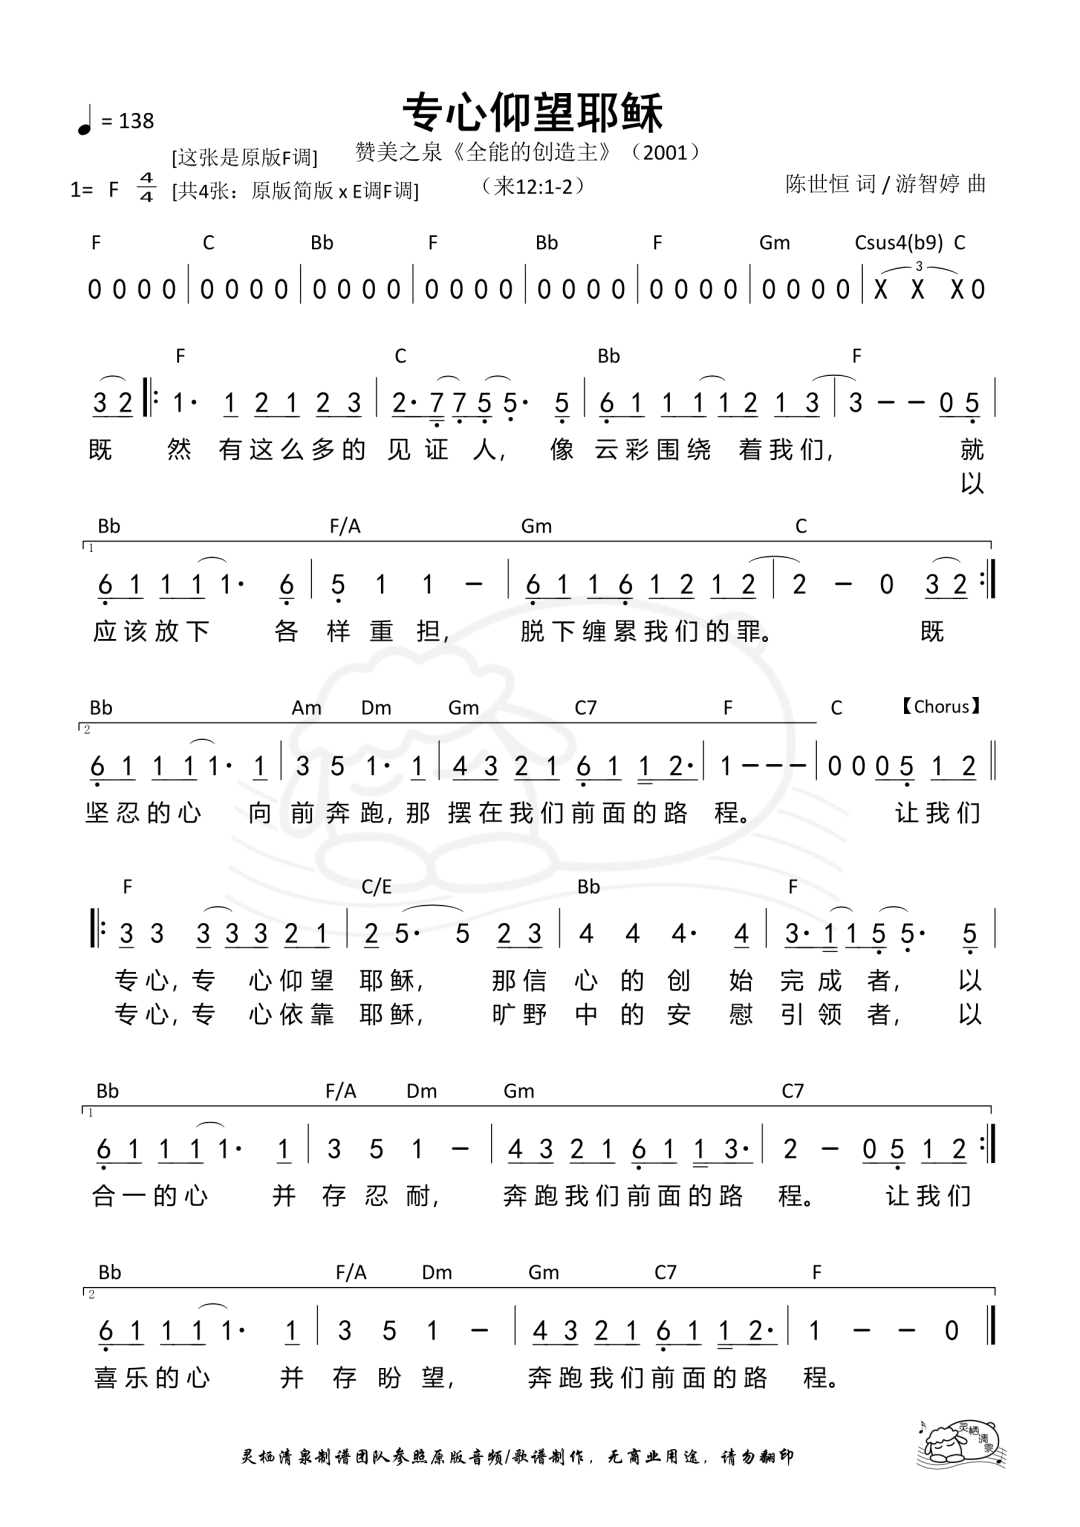 专心仰望耶稣
♩ = 138
[这张是原版F调] 赞美之泉《全能的创造主》（2001）
1= F 4/4 [共4张：原版简版 x E调F调] （来12:1-2） 陈世恒 词 / 游智婷 曲
F C Bb F Bb F Gm Csus4(b9) C
0 0 0 0 | 0 0 0 0 | 0 0 0 0 | 0 0 0 0 | 0 0 0 0 | 0 0 0 0 | 0 0 0 0 | 3 X X X 0
F C Bb F
3 2 |: 1· 1 2 1 2 3 | 2· 7 7 5 5· 5 | 6 1 1 1 1 2 1 3 | 3 - - 0 5 |
既 然 有 这 么 多 的 见 证 人， 像 云 彩 围 绕 着 我 们， 就
以
Bb F/A Gm C
1
6 1 1 1 1· 6 | 5 1 1 - | 6 1 1 6 1 2 1 2 | 2 - 0 3 2 :|
应 该 放 下 各 样 重 担， 脱 下 缠 累 我 们 的 罪。 既
Bb Am Dm Gm C7 F C 【Chorus】
2
6 1 1 1 1· 1 | 3 5 1· 1 | 4 3 2 1 6 1 1 2· | 1 - - - | 0 0 0 5 1 2 ||
坚 忍 的 心 向 前 奔 跑， 那 摆 在 我 们 前 面 的 路 程。 让 我 们
F C/E Bb F
|: 3 3 3 3 3 2 1 | 2 5· 5 2 3 | 4 4 4· 4 | 3· 1 1 5 5· 5 |
专 心， 专 心 仰 望 耶 稣， 那 信 心 的 创 始 完 成 者， 以
专 心， 专 心 依 靠 耶 稣， 旷 野 中 的 安 慰 引 领 者， 以
Bb F/A Dm Gm C7
1
6 1 1 1 1· 1 | 3 5 1 - | 4 3 2 1 6 1 1 3· | 2 - 0 5 1 2 :|
合 一 的 心 并 存 忍 耐， 奔 跑 我 们 前 面 的 路 程。 让 我 们
Bb F/A Dm Gm C7 F
2
6 1 1 1 1· 1 | 3 5 1 - | 4 3 2 1 6 1 1 2· | 1 - - 0 ||
喜 乐 的 心 并 存 盼 望， 奔 跑 我 们 前 面 的 路 程。
灵栖清泉
灵栖清泉制谱团队参照原版音频/歌谱制作，无商业用途，请勿翻印